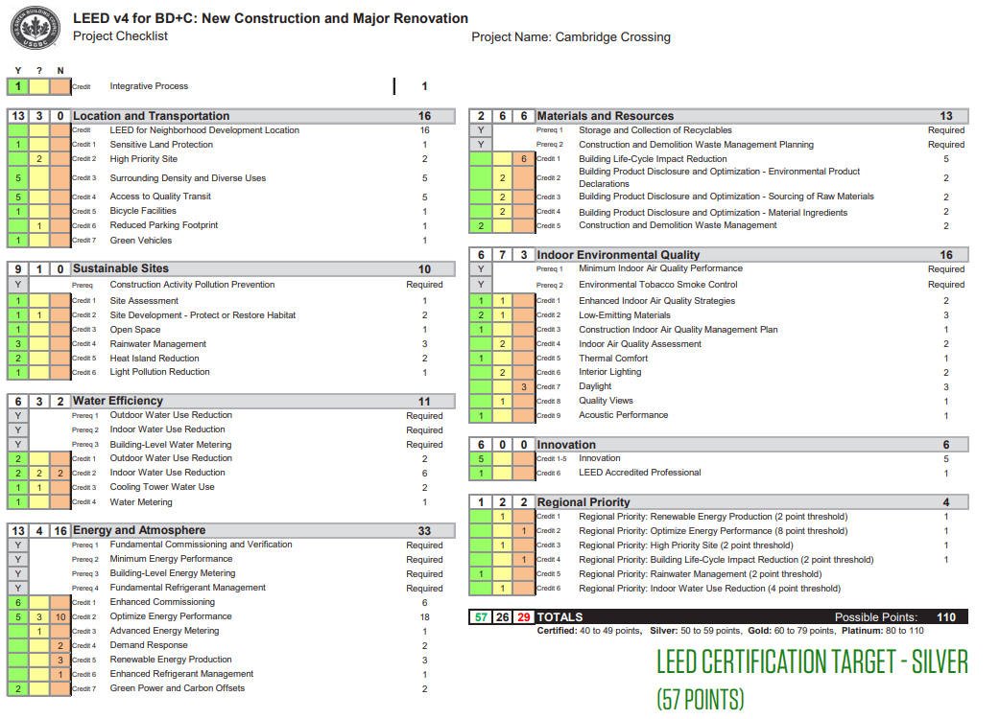 LEED v4 for BD+C: New Construction and Major Renovation
Project Checklist
Project Name: Cambridge Crossing
Y ? N
1 Credit Integrative Process 1
13 3 0 Location and Transportation 16
Credit LEED for Neighborhood Development Location 16
1 Credit 1 Sensitive Land Protection 1
2 Credit 2 High Priority Site 2
5 Credit 3 Surrounding Density and Diverse Uses 5
5 Credit 4 Access to Quality Transit 5
1 Credit 5 Bicycle Facilities 1
1 Credit 6 Reduced Parking Footprint 1
1 Credit 7 Green Vehicles 1
9 1 0 Sustainable Sites 10
Y Prereq Construction Activity Pollution Prevention Required
1 Credit 1 Site Assessment 1
1 1 Credit 2 Site Development - Protect or Restore Habitat 2
1 Credit 3 Open Space 1
3 Credit 4 Rainwater Management 3
2 Credit 5 Heat Island Reduction 2
1 Credit 6 Light Pollution Reduction 1
6 3 2 Water Efficiency 11
Y Prereq 1 Outdoor Water Use Reduction Required
Y Prereq 2 Indoor Water Use Reduction Required
Y Prereq 3 Building-Level Water Metering Required
2 Credit 1 Outdoor Water Use Reduction 2
2 2 2 Credit 2 Indoor Water Use Reduction 6
1 1 Credit 3 Cooling Tower Water Use 2
1 Credit 4 Water Metering 1
13 4 16 Energy and Atmosphere 33
Y Prereq 1 Fundamental Commissioning and Verification Required
Y Prereq 2 Minimum Energy Performance Required
Y Prereq 3 Building-Level Energy Metering Required
Y Prereq 4 Fundamental Refrigerant Management Required
6 Credit 1 Enhanced Commissioning 6
5 3 10 Credit 2 Optimize Energy Performance 18
1 Credit 3 Advanced Energy Metering 1
2 Credit 4 Demand Response 2
3 Credit 5 Renewable Energy Production 3
1 Credit 6 Enhanced Refrigerant Management 1
2 Credit 7 Green Power and Carbon Offsets 2
2 6 6 Materials and Resources 13
Y Prereq 1 Storage and Collection of Recyclables Required
Y Prereq 2 Construction and Demolition Waste Management Planning Required
6 Credit 1 Building Life-Cycle Impact Reduction 5
2 Credit 2 Building Product Disclosure and Optimization - Environmental Product
Declarations 2
2 Credit 3 Building Product Disclosure and Optimization - Sourcing of Raw Materials 2
2 Credit 4 Building Product Disclosure and Optimization - Material Ingredients 2
2 Credit 5 Construction and Demolition Waste Management 2
6 7 3 Indoor Environmental Quality 16
Y Prereq 1 Minimum Indoor Air Quality Performance Required
Y Prereq 2 Environmental Tobacco Smoke Control Required
1 1 Credit 1 Enhanced Indoor Air Quality Strategies 2
2 1 Credit 2 Low-Emitting Materials 3
1 Credit 3 Construction Indoor Air Quality Management Plan 1
2 Credit 4 Indoor Air Quality Assessment 2
1 Credit 5 Thermal Comfort 1
2 Credit 6 Interior Lighting 2
3 Credit 7 Daylight 3
1 Credit 8 Quality Views 1
1 Credit 9 Acoustic Performance 1
6 0 0 Innovation 6
5 Credit 1-5 Innovation 5
1 Credit 6 LEED Accredited Professional 1
1 2 2 Regional Priority 4
1 Credit 1 Regional Priority: Renewable Energy Production (2 point threshold) 1
1 Credit 2 Regional Priority: Optimize Energy Performance (8 point threshold) 1
1 Credit 3 Regional Priority: High Priority Site (2 point threshold) 1
1 Credit 4 Regional Priority: Building Life-Cycle Impact Reduction (2 point threshold) 1
1 Credit 5 Regional Priority: Rainwater Management (2 point threshold)
1 Credit 6 Regional Priority: Indoor Water Use Reduction (4 point threshold)
57 26 29 TOTALS Possible Points: 110
Certified: 40 to 49 points, Silver: 50 to 59 points, Gold: 60 to 79 points, Platinum: 80 to 110
LEED CERTIFICATION TARGET - SILVER
(57 POINTS)